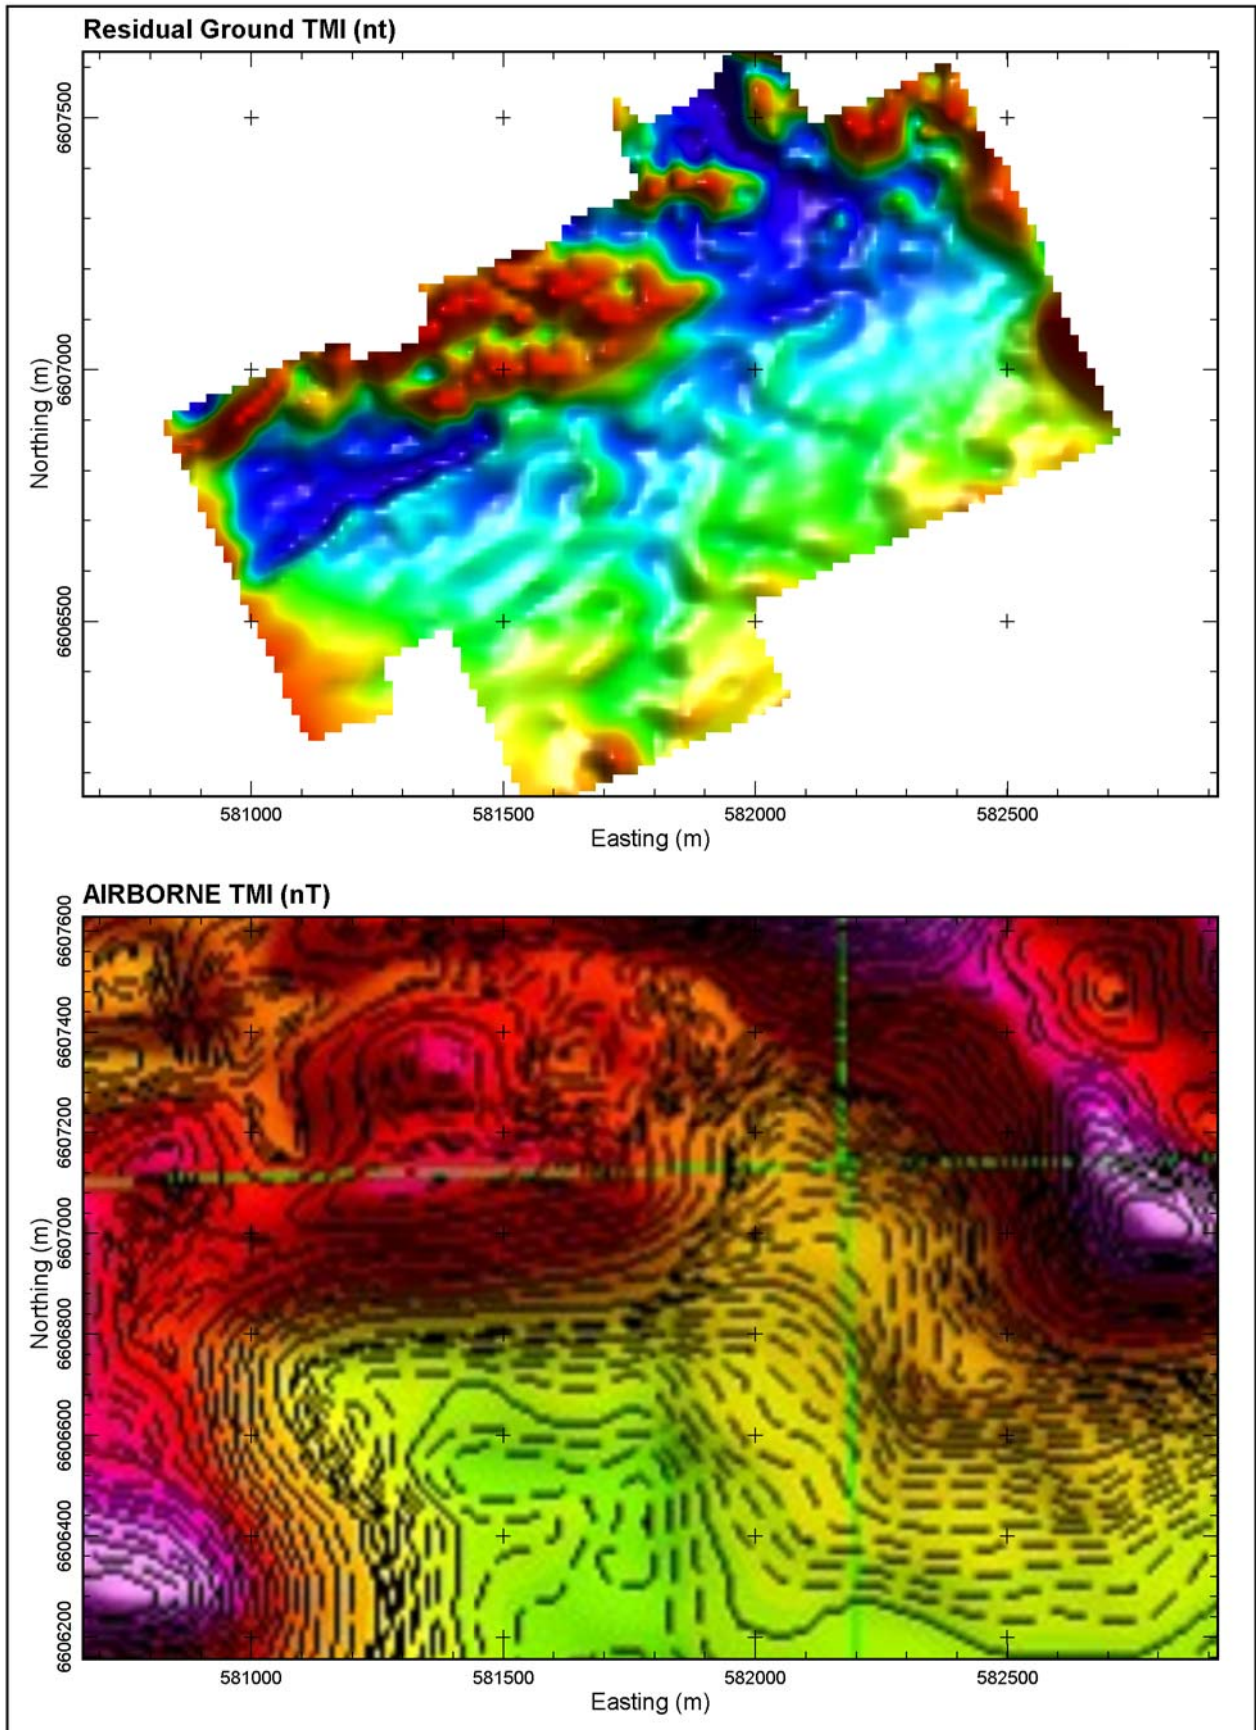 Residual Ground TMI (nt)
6607500
6607000
6606500
Northing (m)
581000 581500 582000 582500
Easting (m)
AIRBORNE TMI (nT)
6607600
6607400
6607200
6607000
6606800
6606600
6606400
6606200
Northing (m)
581000 581500 582000 582500
Easting (m)